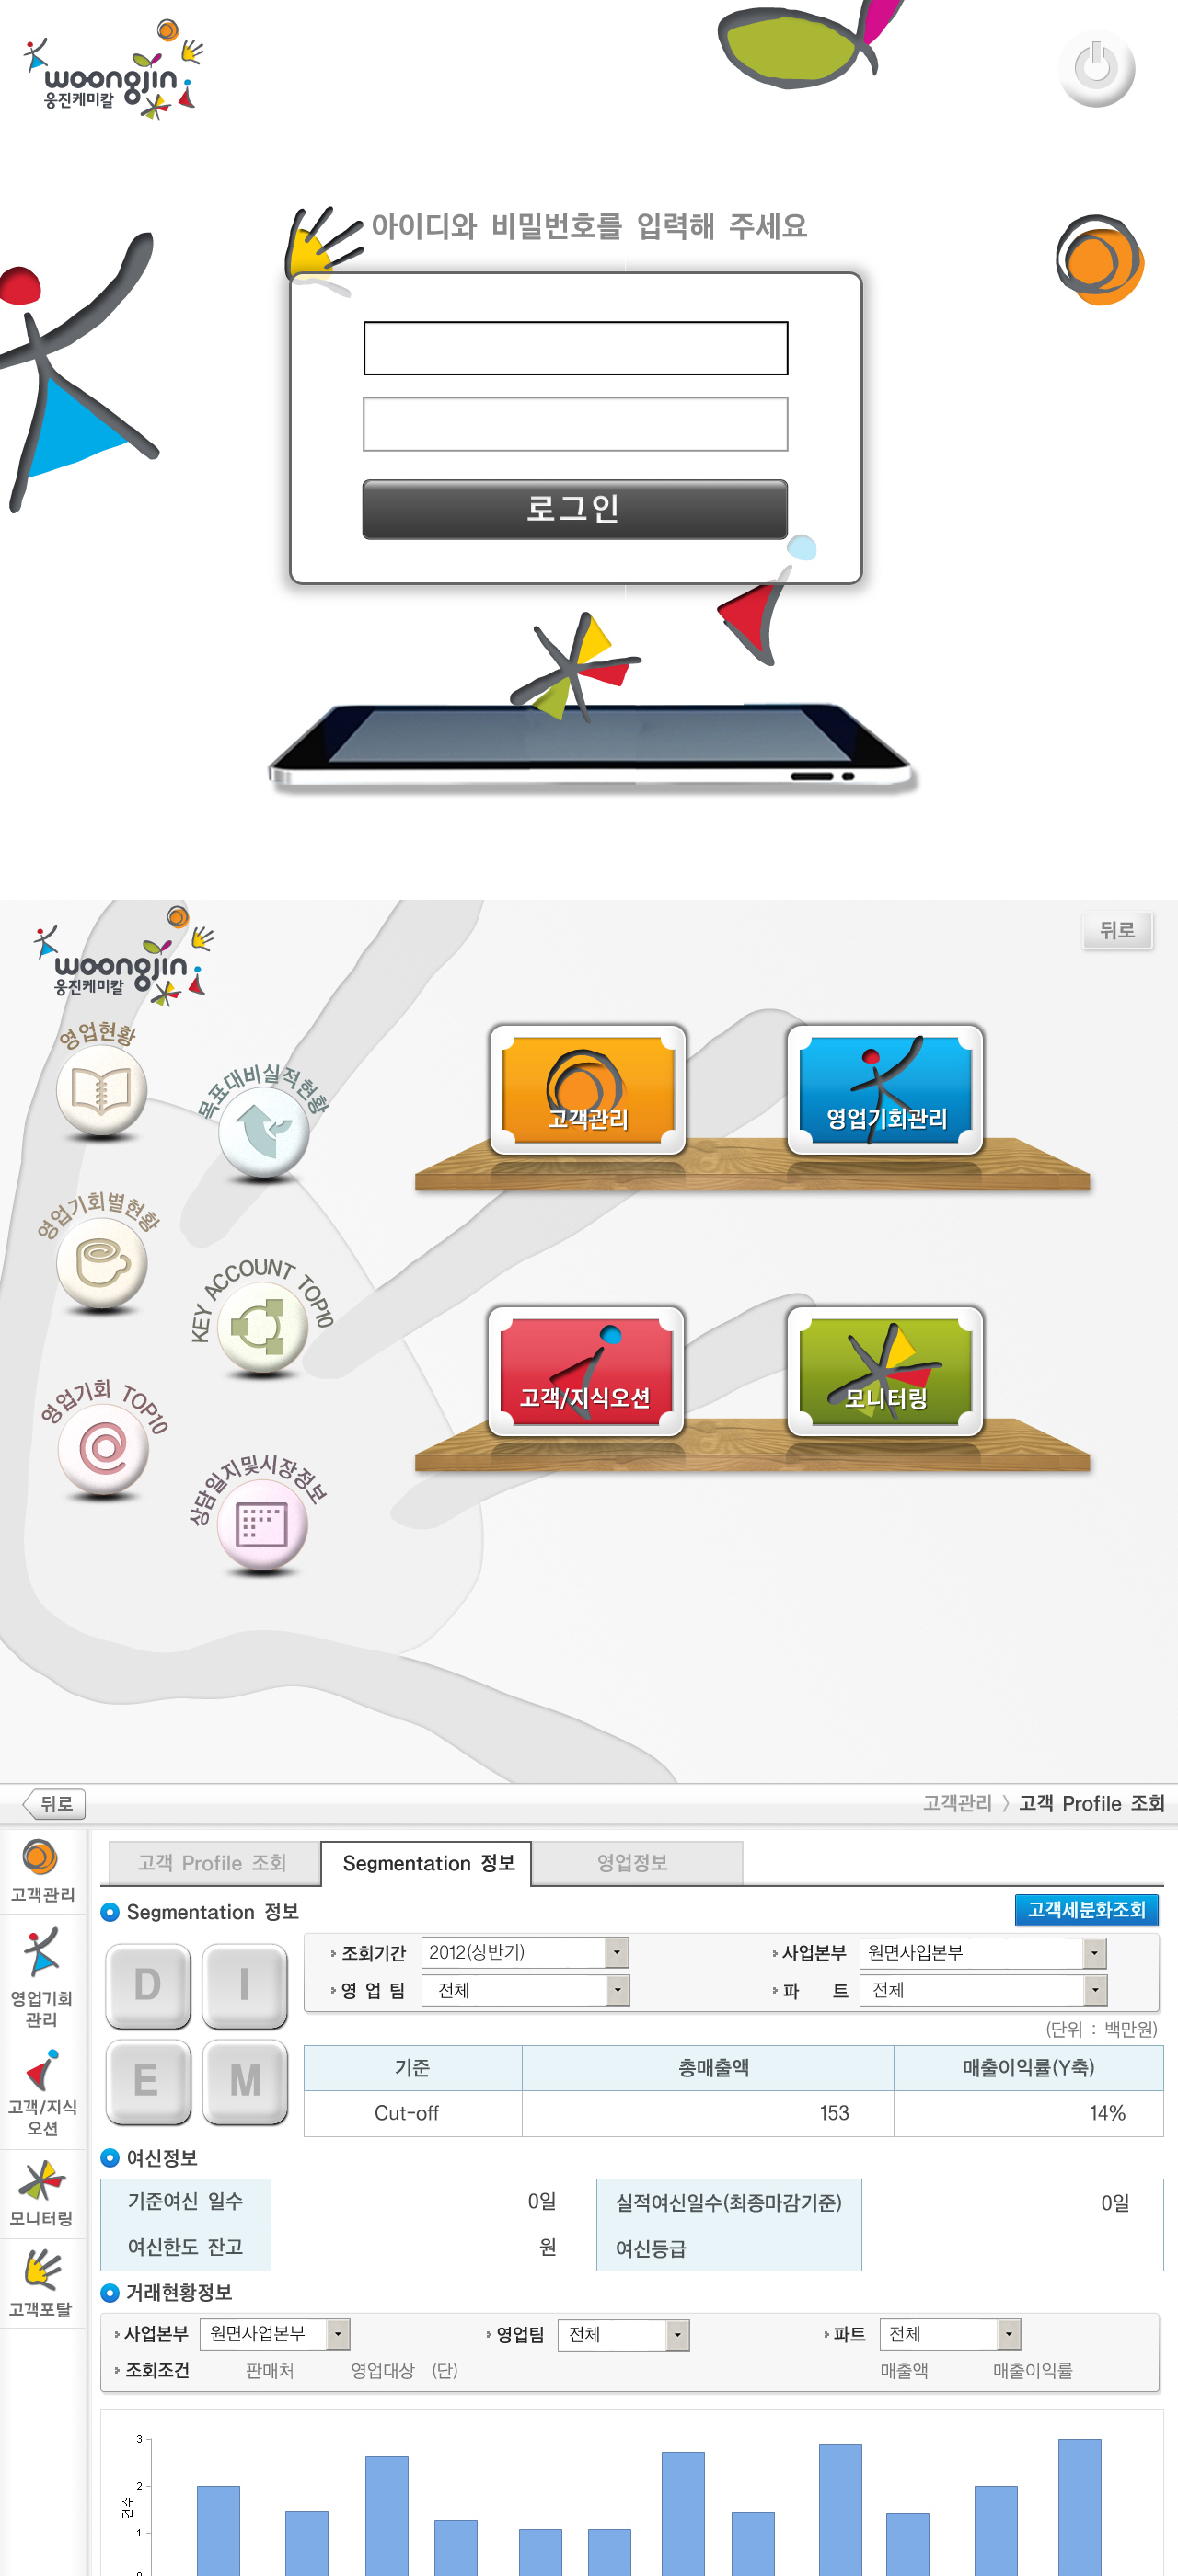 woongjin
웅진케미칼
아이디와 비밀번호를 입력해 주세요
로그인
woongjin
웅진케미칼
뒤로
영업현황
목표대비실적현황
고객관리
영업기회관리
영업기회별현황
KEY ACCOUNT TOP10
고객/지식오션
모니터링
영업기회 TOP10
상담일지및시장정보
뒤로
고객관리 〉 고객 Profile 조회
고객관리
영업기회
관리
고객/지식
오션
모니터링
고객포탈
고객 Profile 조회
Segmentation 정보
영업정보
Segmentation 정보
고객세분화조회
D I
E M
조회기간 2012(상반기) 사업본부 원면사업본부
영 업 팀 전체 파 트 전체
(단위 : 백만원)
기준 총매출액 매출이익률(Y축)
Cut-off 153 14%
여신정보
기준여신 일수 0일 실적여신일수(최종마감기준) 0일
여신한도 잔고 원 여신등급
거래현황정보
사업본부 원면사업본부 영업팀 전체 파트 전체
조회조건 판매처 영업대상 (단) 매출액 매출이익률
3
2
건수
1
0